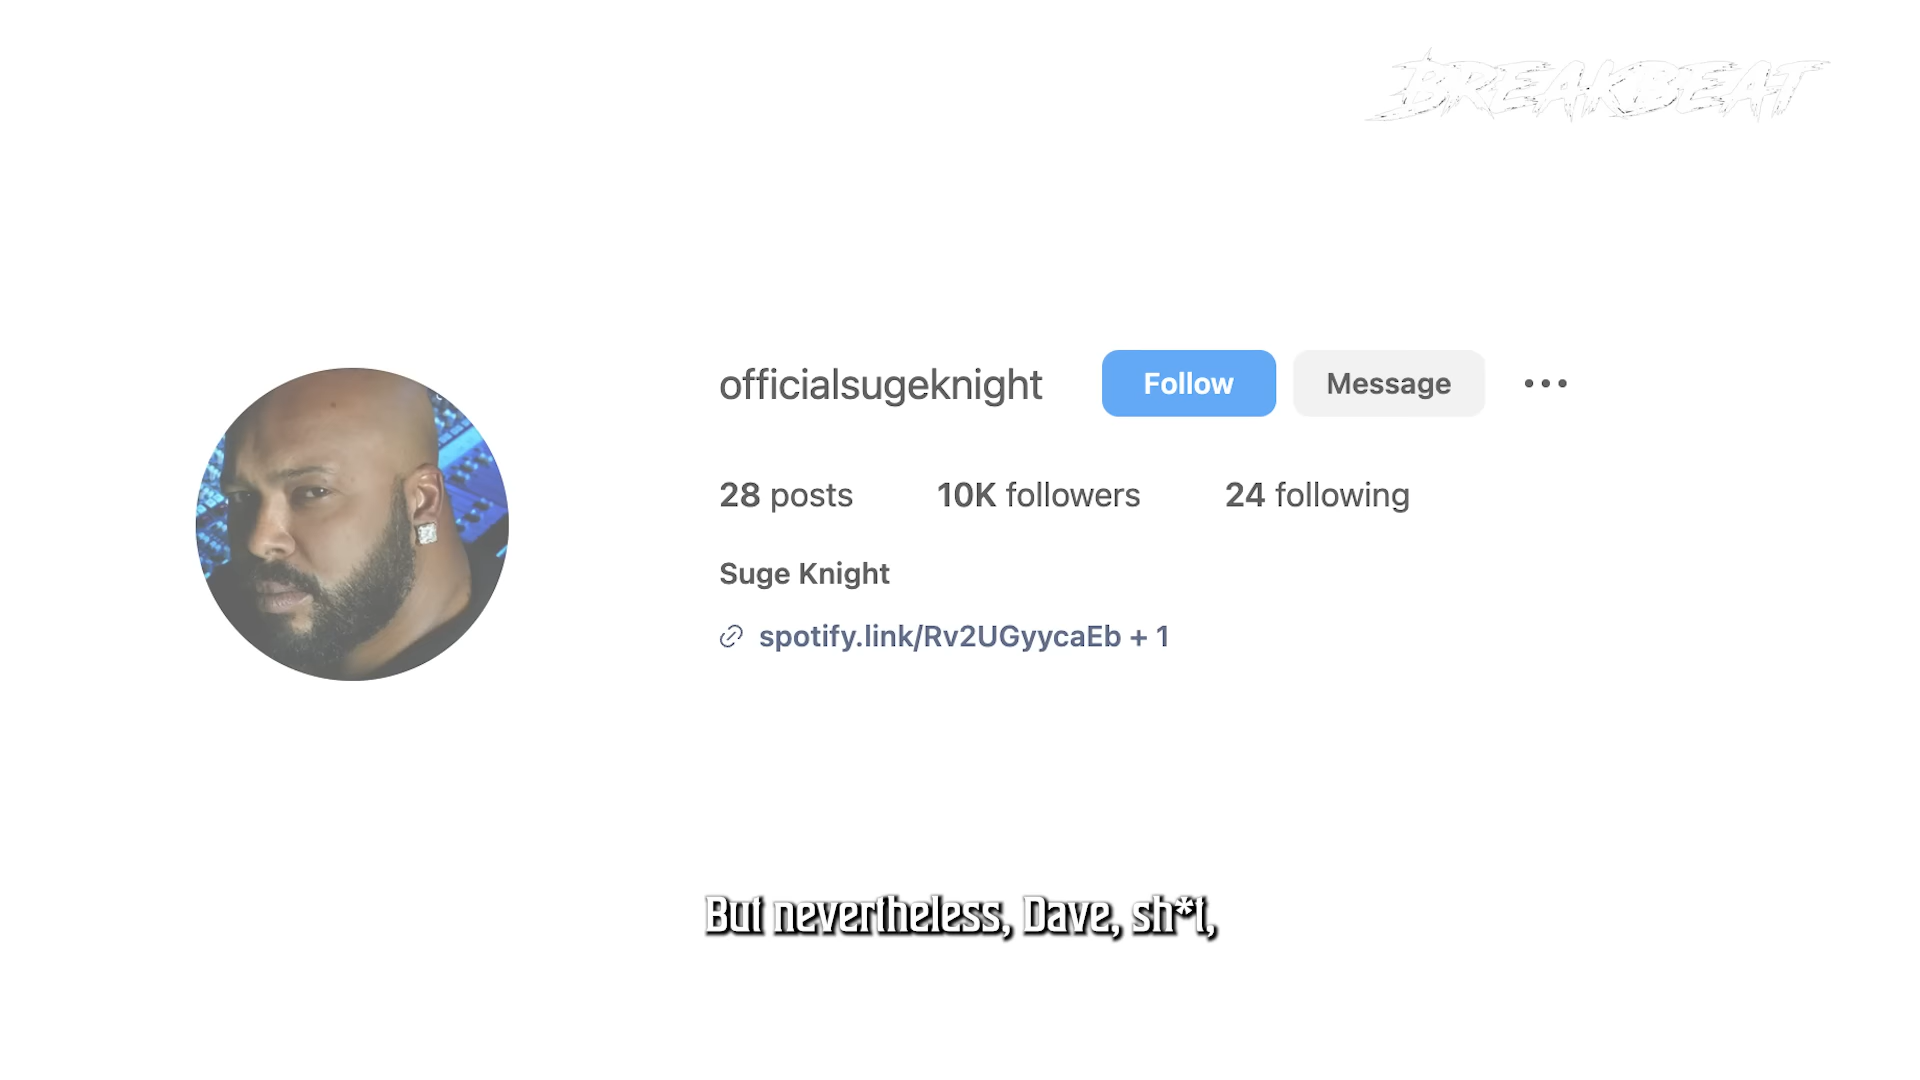 BREAKBEAT
officialsugeknight Follow Message
28 posts 10K followers 24 following
Suge Knight
spotify.link/Rv2UGyycaEb + 1
But nevertheless, Dave, sh*t,